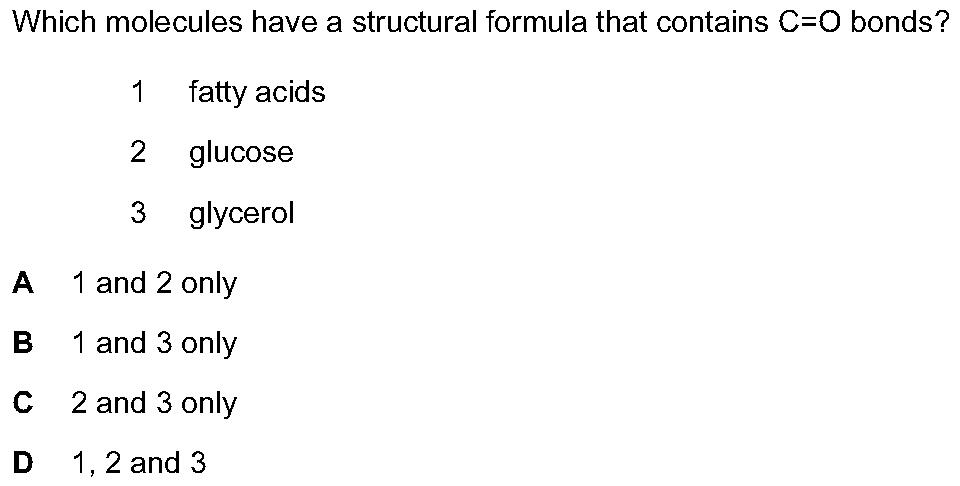 Which molecules have a structural formula that contains C=O bonds?
1 fatty acids
2 glucose
3 glycerol
A 1 and 2 only
B 1 and 3 only
C 2 and 3 only
D 1, 2 and 3